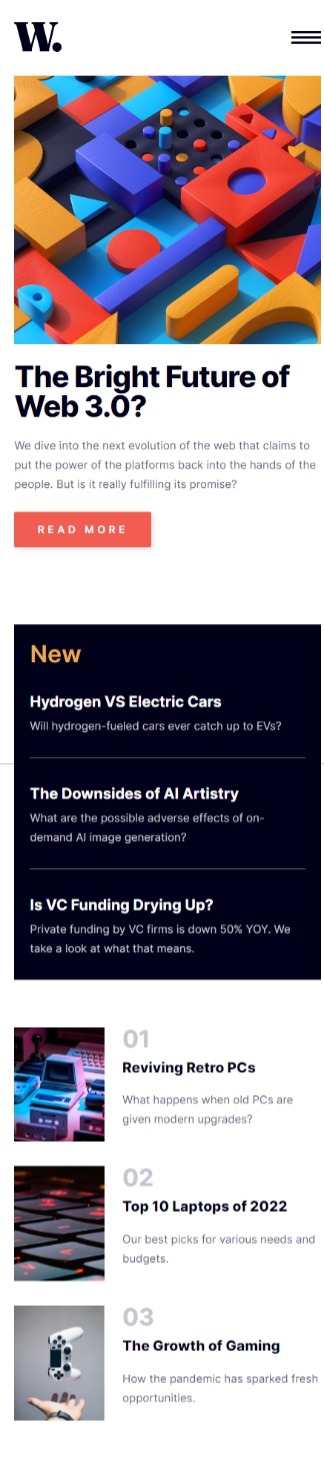 W.
The Bright Future of
Web 3.0?
We dive into the next evolution of the web that claims to
put the power of the platforms back into the hands of the
people. But is it really fulfilling its promise?
READ MORE
New
Hydrogen VS Electric Cars
Will hydrogen-fueled cars ever catch up to EVs?
The Downsides of AI Artistry
What are the possible adverse effects of on-
demand AI image generation?
Is VC Funding Drying Up?
Private funding by VC firms is down 50% YOY. We
take a look at what that means.
01
Reviving Retro PCs
What happens when old PCs are
given modern upgrades?
02
Top 10 Laptops of 2022
Our best picks for various needs and
budgets.
03
The Growth of Gaming
How the pandemic has sparked fresh
opportunities.